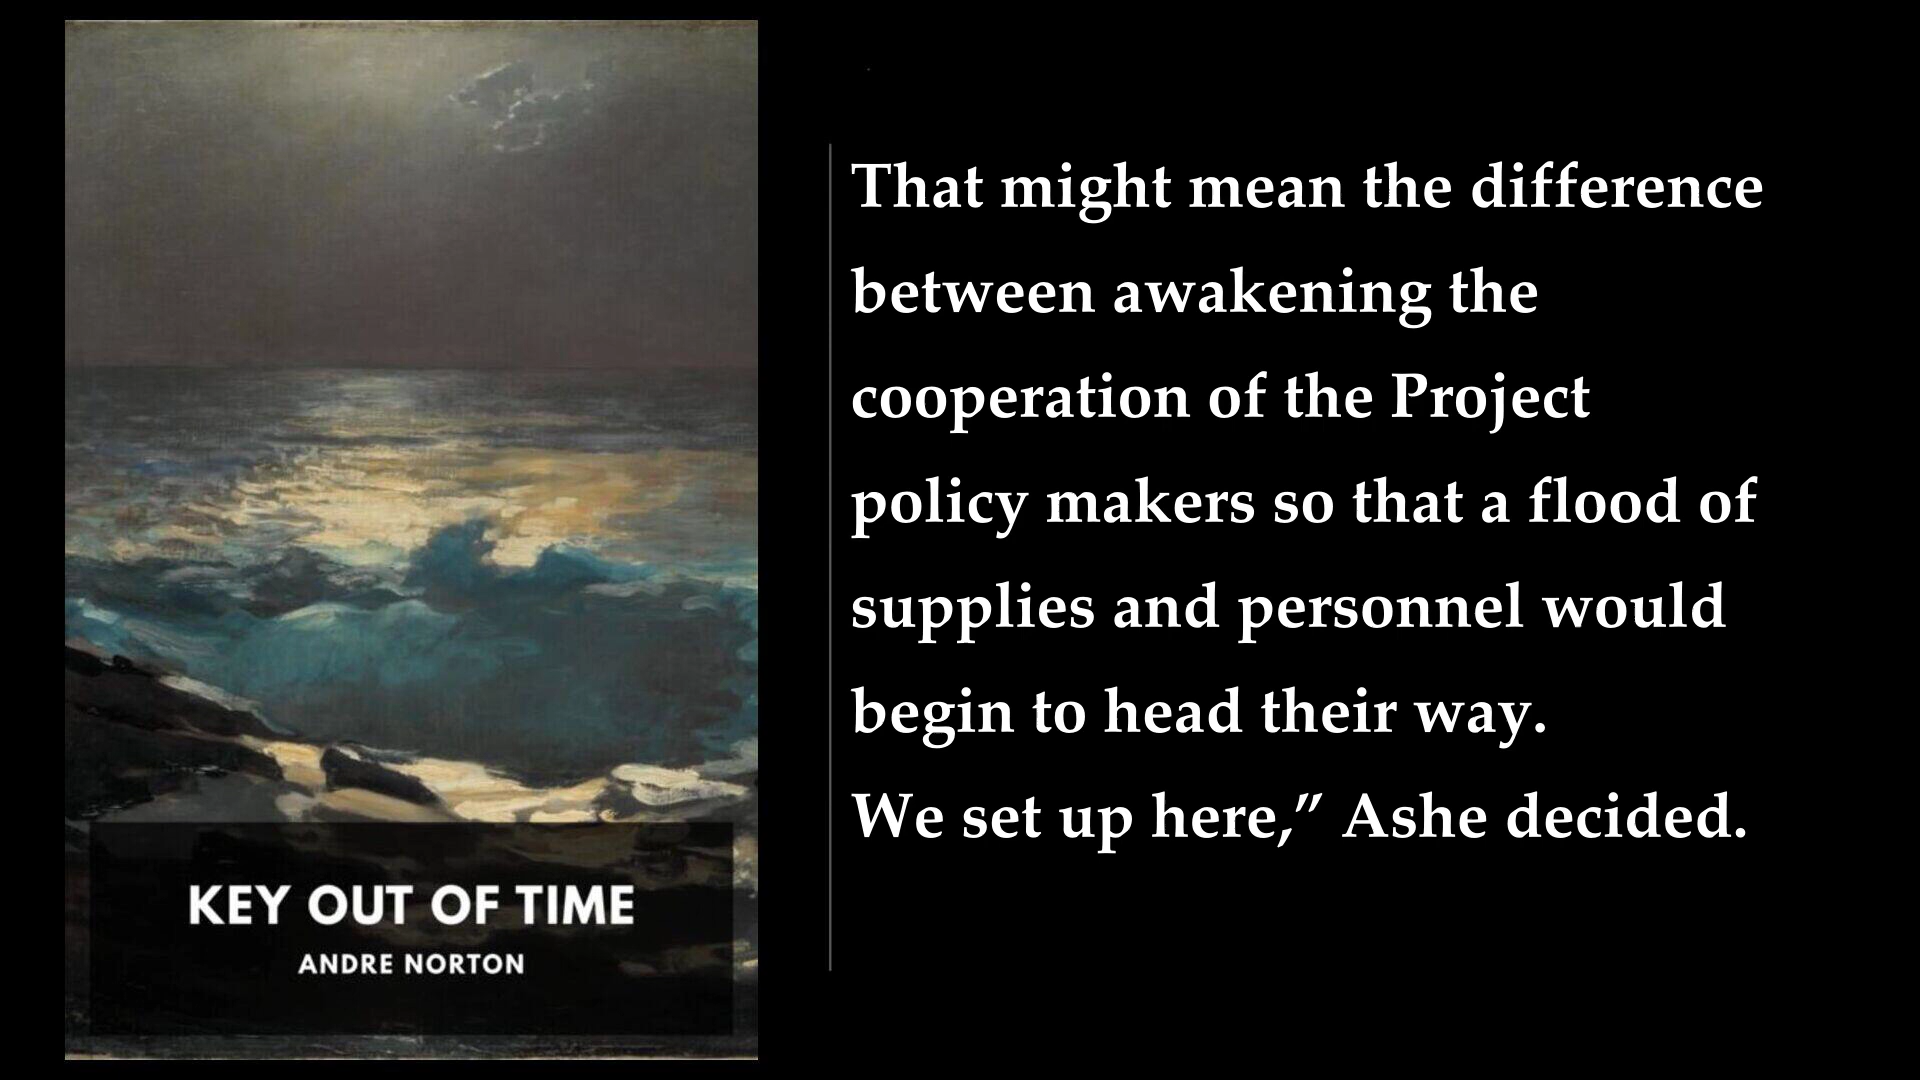 KEY OUT OF TIME
ANDRE NORTON
That might mean the difference
between awakening the
cooperation of the Project
policy makers so that a flood of
supplies and personnel would
begin to head their way.
We set up here,” Ashe decided.